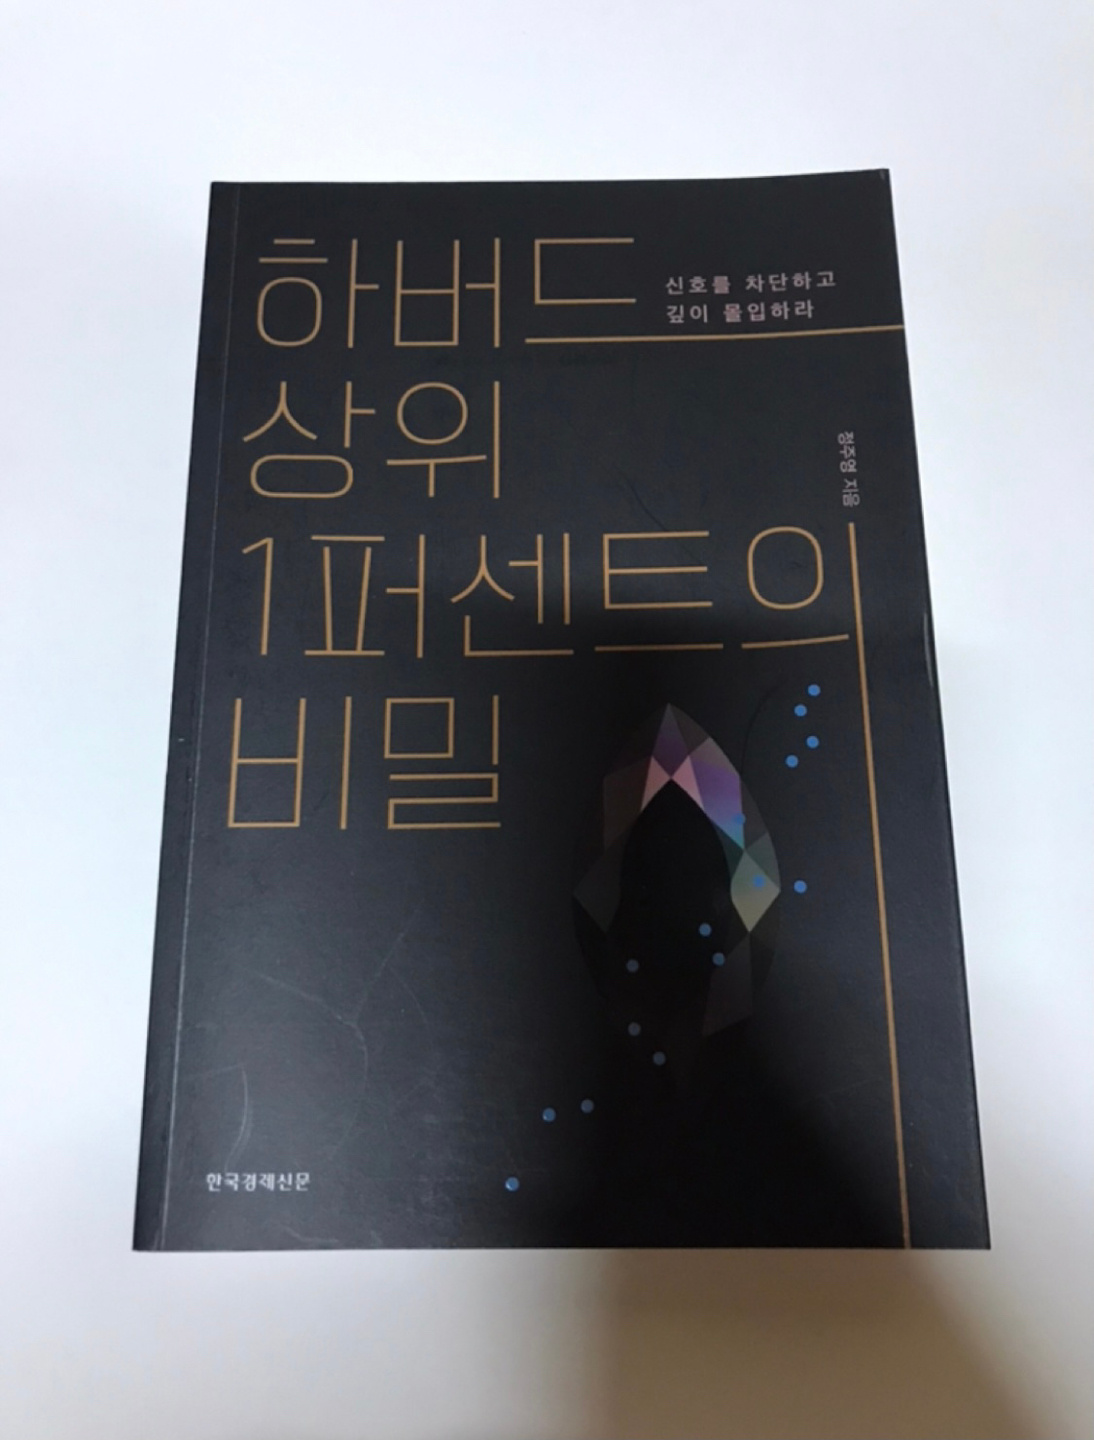 하버드
신호를 차단하고
깊이 몰입하라
상위
정주영 지음
1퍼센트의
비밀
한국경제신문